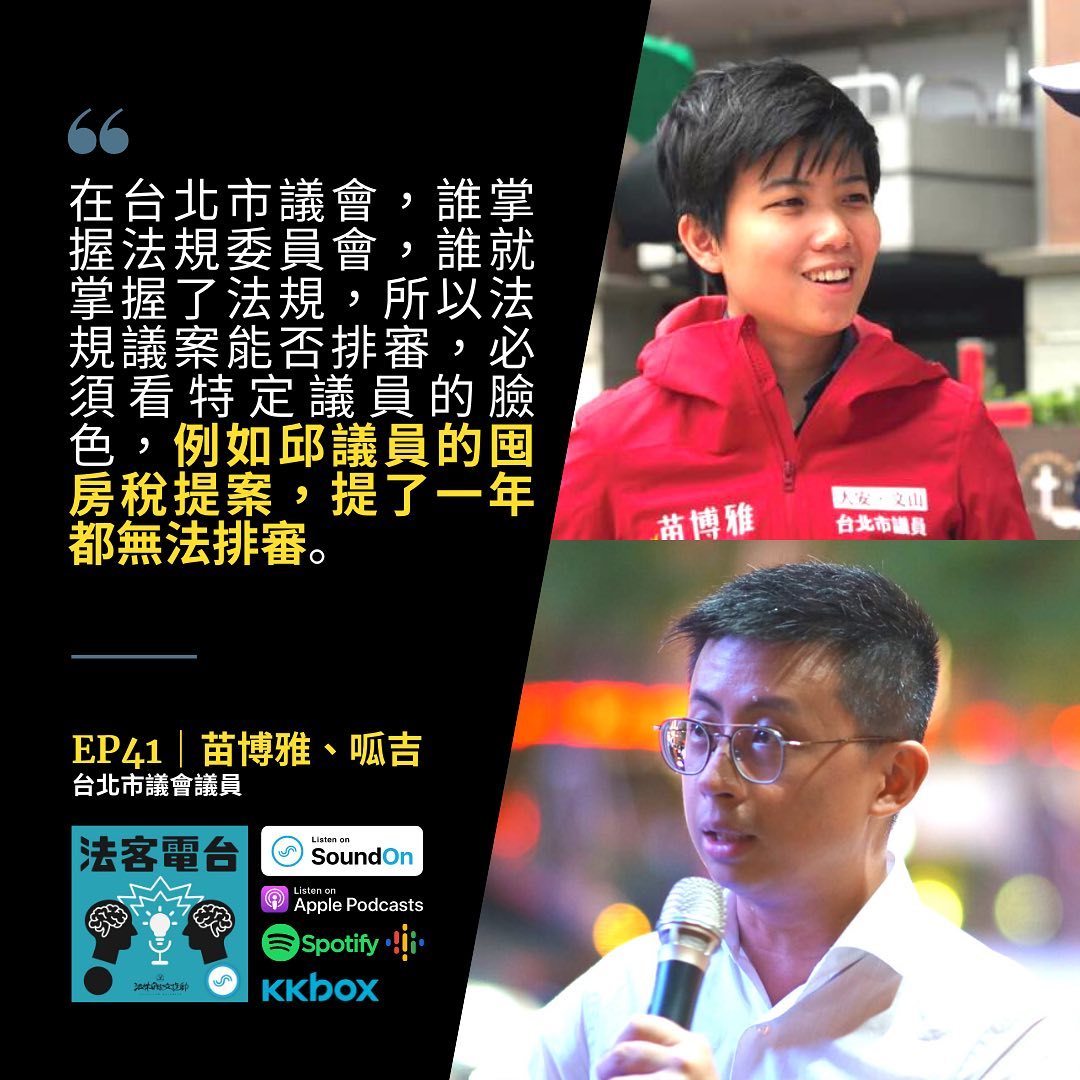 在台北市議會，誰掌
握法規委員會，誰就
掌握了法規，所以法
規議案能否排審，必
須看特定議員的臉
色，例如邱議員的囤
房稅提案，提了一年
都無法排審。
EP41｜苗博雅、呱吉
台北市議會議員
法客電台
Listen on
SoundOn
Listen on
Apple Podcasts
Spotify
KKBOX
苗博雅
大安·文山
台北市議員